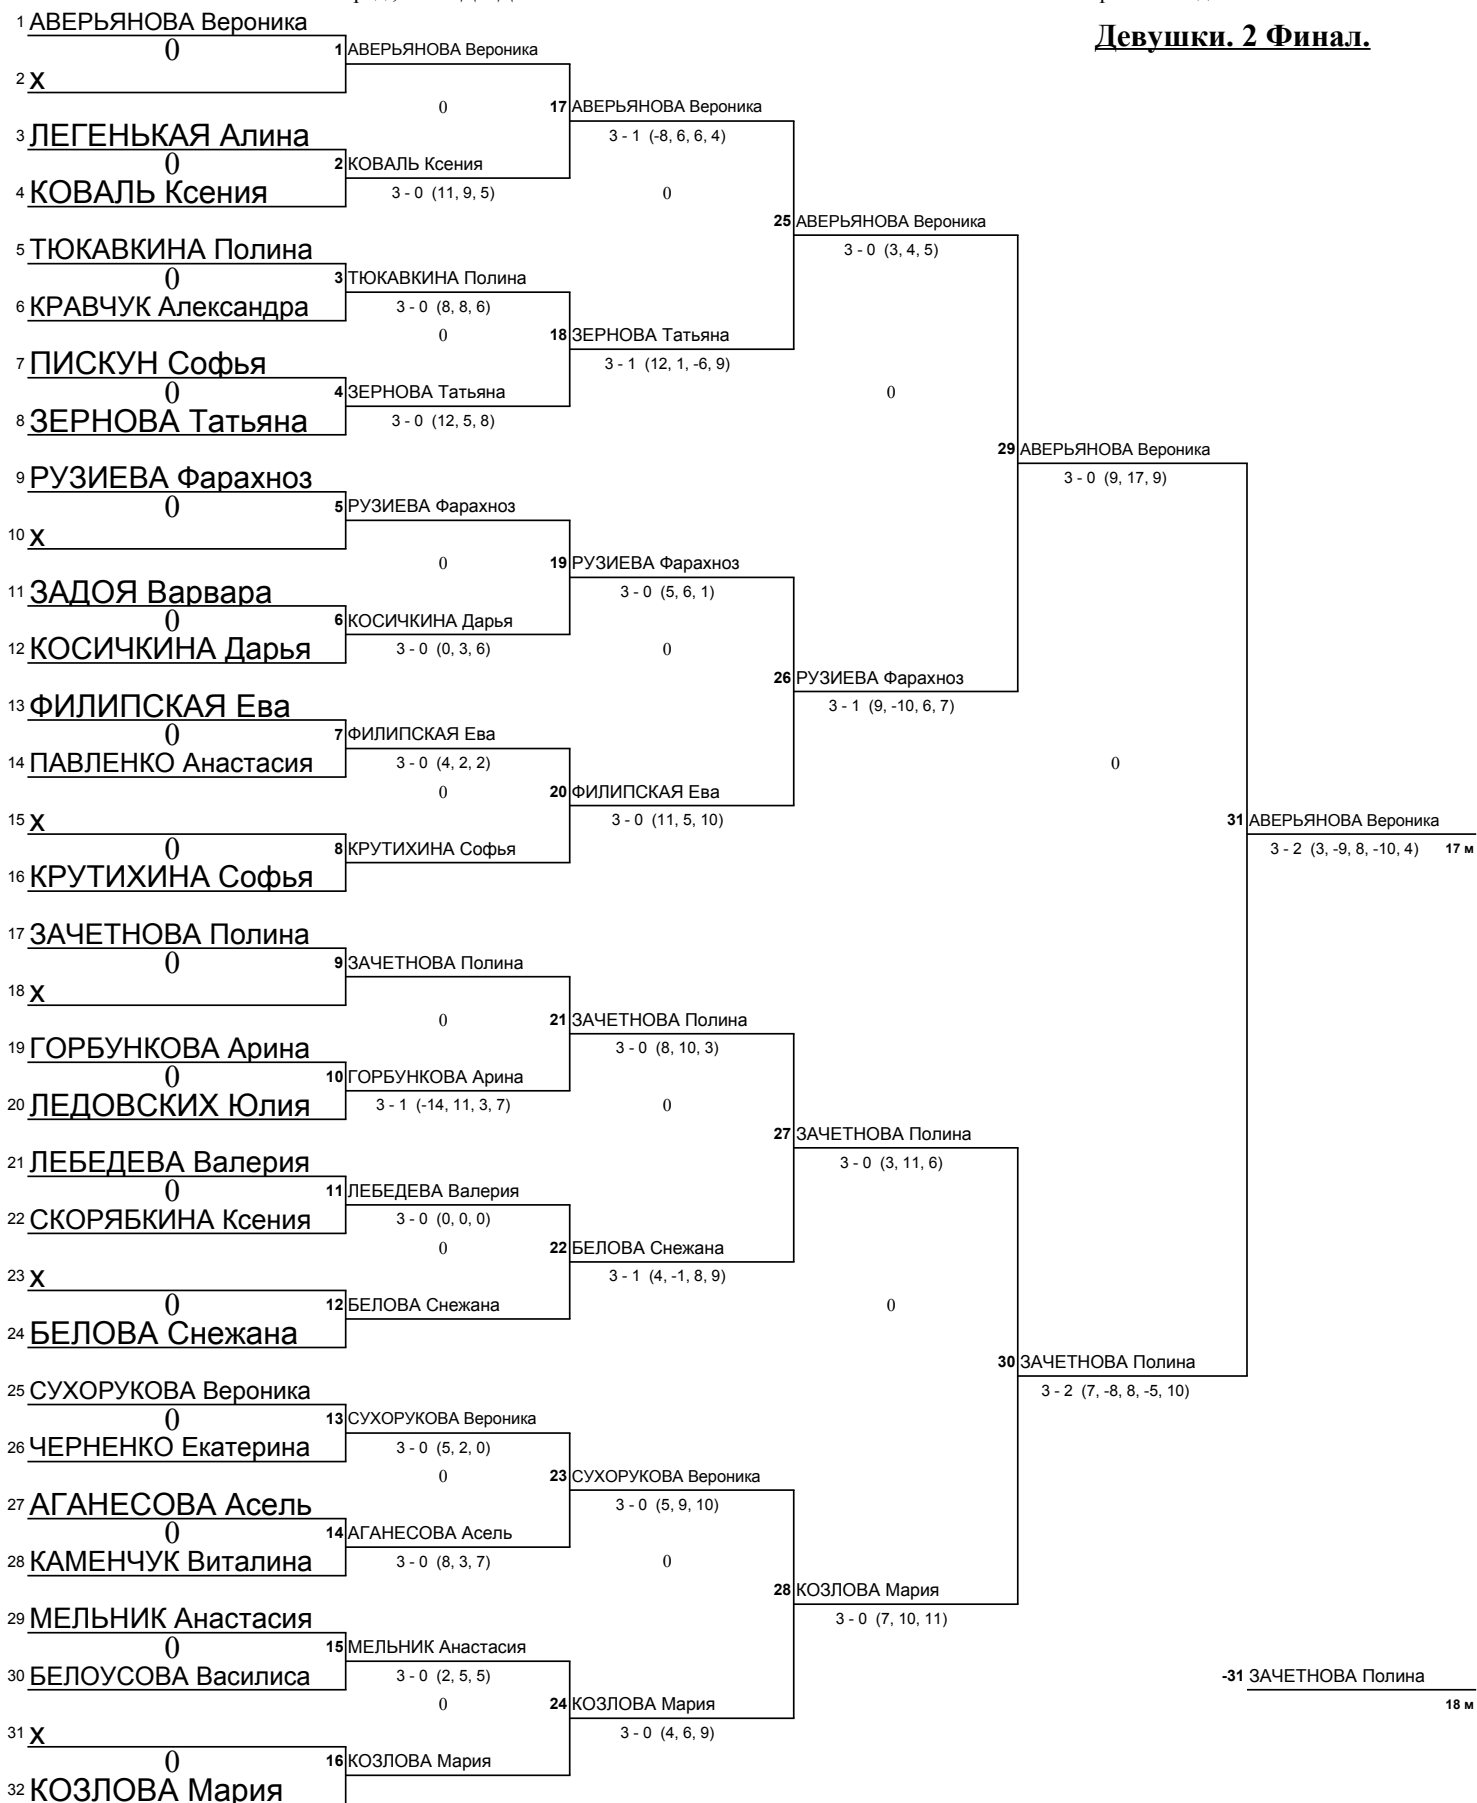 Девушки. 2 Финал.
1 АВЕРЬЯНОВА Вероника
0
1 АВЕРЬЯНОВА Вероника
2 X
0
17 АВЕРЬЯНОВА Вероника
3 - 1 (-8, 6, 6, 4)
3 ЛЕГЕНЬКАЯ Алина
0
2 КОВАЛЬ Ксения
4 КОВАЛЬ Ксения
3 - 0 (11, 9, 5)
0
25 АВЕРЬЯНОВА Вероника
3 - 0 (3, 4, 5)
5 ТЮКАВКИНА Полина
0
3 ТЮКАВКИНА Полина
6 КРАВЧУК Александра
3 - 0 (8, 8, 6)
0
18 ЗЕРНОВА Татьяна
3 - 1 (12, 1, -6, 9)
7 ПИСКУН Софья
0
4 ЗЕРНОВА Татьяна
0
8 ЗЕРНОВА Татьяна
3 - 0 (12, 5, 8)
29 АВЕРЬЯНОВА Вероника
3 - 0 (9, 17, 9)
9 РУЗИЕВА Фарахноз
0
5 РУЗИЕВА Фарахноз
10 X
0
19 РУЗИЕВА Фарахноз
3 - 0 (5, 6, 1)
11 ЗАДОЯ Варвара
0
6 КОСИЧКИНА Дарья
12 КОСИЧКИНА Дарья
3 - 0 (0, 3, 6)
0
26 РУЗИЕВА Фарахноз
3 - 1 (9, -10, 6, 7)
13 ФИЛИПСКАЯ Ева
0
7 ФИЛИПСКАЯ Ева
14 ПАВЛЕНКО Анастасия
3 - 0 (4, 2, 2)
0
0
20 ФИЛИПСКАЯ Ева
3 - 0 (11, 5, 10)
15 X
0
8 КРУТИХИНА Софья
16 КРУТИХИНА Софья
31 АВЕРЬЯНОВА Вероника
3 - 2 (3, -9, 8, -10, 4) 17 м
17 ЗАЧЕТНОВА Полина
0
9 ЗАЧЕТНОВА Полина
18 X
0
21 ЗАЧЕТНОВА Полина
3 - 0 (8, 10, 3)
19 ГОРБУНКОВА Арина
0
10 ГОРБУНКОВА Арина
20 ЛЕДОВСКИХ Юлия
3 - 1 (-14, 11, 3, 7)
0
27 ЗАЧЕТНОВА Полина
3 - 0 (3, 11, 6)
21 ЛЕБЕДЕВА Валерия
0
11 ЛЕБЕДЕВА Валерия
22 СКОРЯБКИНА Ксения
3 - 0 (0, 0, 0)
0
22 БЕЛОВА Снежана
3 - 1 (4, -1, 8, 9)
23 X
0
12 БЕЛОВА Снежана
0
24 БЕЛОВА Снежана
30 ЗАЧЕТНОВА Полина
3 - 2 (7, -8, 8, -5, 10)
25 СУХОРУКОВА Вероника
0
13 СУХОРУКОВА Вероника
26 ЧЕРНЕНКО Екатерина
3 - 0 (5, 2, 0)
0
23 СУХОРУКОВА Вероника
3 - 0 (5, 9, 10)
27 АГАНЕСОВА Асель
0
14 АГАНЕСОВА Асель
28 КАМЕНЧУК Виталина
3 - 0 (8, 3, 7)
0
28 КОЗЛОВА Мария
3 - 0 (7, 10, 11)
29 МЕЛЬНИК Анастасия
0
15 МЕЛЬНИК Анастасия
30 БЕЛОУСОВА Василиса
3 - 0 (2, 5, 5)
0
24 КОЗЛОВА Мария
3 - 0 (4, 6, 9)
-31 ЗАЧЕТНОВА Полина
18 м
31 X
0
16 КОЗЛОВА Мария
32 КОЗЛОВА Мария